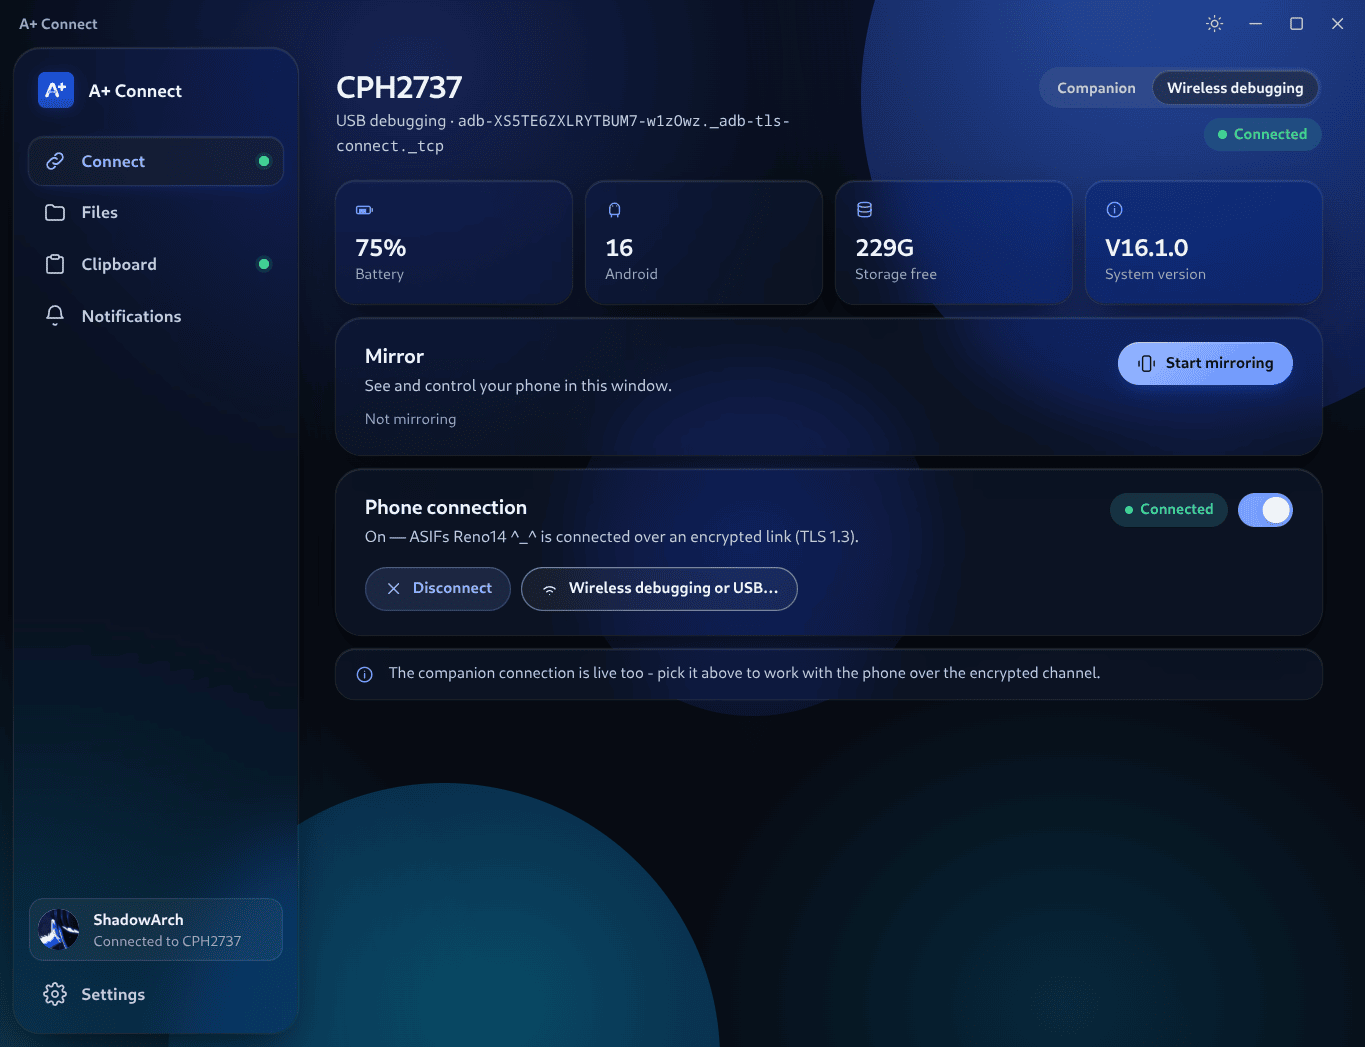 A+ Connect
A+
A+ Connect
Connect
Files
Clipboard
Notifications
ShadowArch
Connected to CPH2737
Settings
CPH2737
USB debugging · adb-XS5TE6ZXLRYTBUM7-w1zOwz._adb-tls-
connect._tcp
Companion
Wireless debugging
Connected
75%
Battery
16
Android
229G
Storage free
V16.1.0
System version
Mirror
See and control your phone in this window.
Not mirroring
Start mirroring
Phone connection
On — ASIFs Reno14 ^_^ is connected over an encrypted link (TLS 1.3).
Connected
Disconnect
Wireless debugging or USB...
The companion connection is live too - pick it above to work with the phone over the encrypted channel.